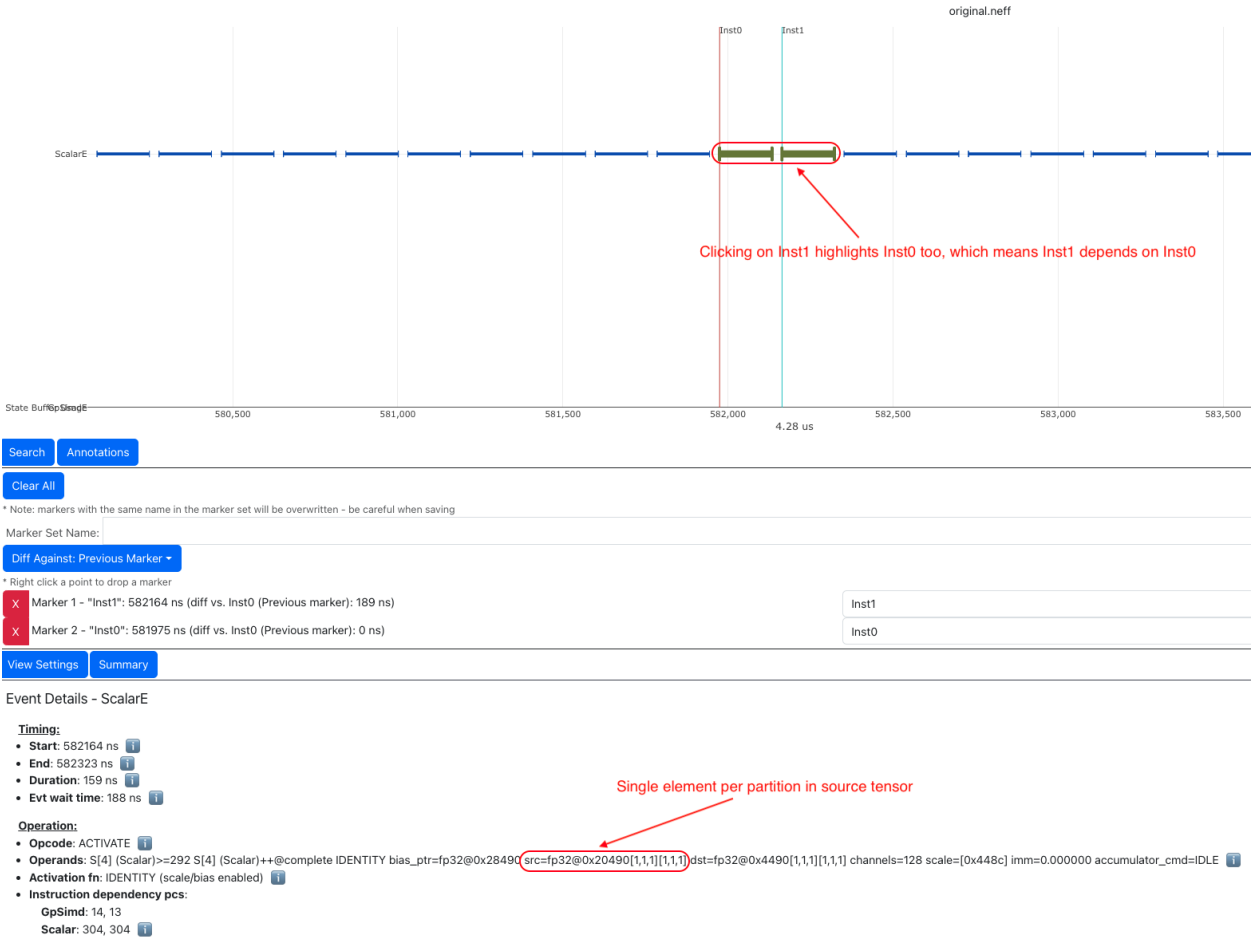 original.neff
Inst0 Inst1
ScalarE
Clicking on Inst1 highlights Inst0 too, which means Inst1 depends on Inst0
580,500 581,000 581,500 582,000 582,500 583,000 583,500
4.28 us
Search Annotations
Clear All
* Note: markers with the same name in the marker set will be overwritten - be careful when saving
Marker Set Name:
Diff Against: Previous Marker
* Right click a point to drop a marker
X Marker 1 - "Inst1": 582164 ns (diff vs. Inst0 (Previous marker): 189 ns) Inst1
X Marker 2 - "Inst0": 581975 ns (diff vs. Inst0 (Previous marker): 0 ns) Inst0
View Settings Summary
Event Details - ScalarE
Timing:
• Start: 582164 ns i
• End: 582323 ns i
• Duration: 159 ns i
• Evt wait time: 188 ns i
Single element per partition in source tensor
Operation:
• Opcode: ACTIVATE i
• Operands: S[4] (Scalar)>=292 S[4] (Scalar)++@complete IDENTITY bias_ptr=fp32@0x28490 src=fp32@0x20490[1,1,1][1,1,1] dst=fp32@0x4490[1,1,1][1,1,1] channels=128 scale=[0x448c] imm=0.000000 accumulator_cmd=IDLE i
• Activation fn: IDENTITY (scale/bias enabled) i
• Instruction dependency pcs:
GpSimd: 14, 13
Scalar: 304, 304 i